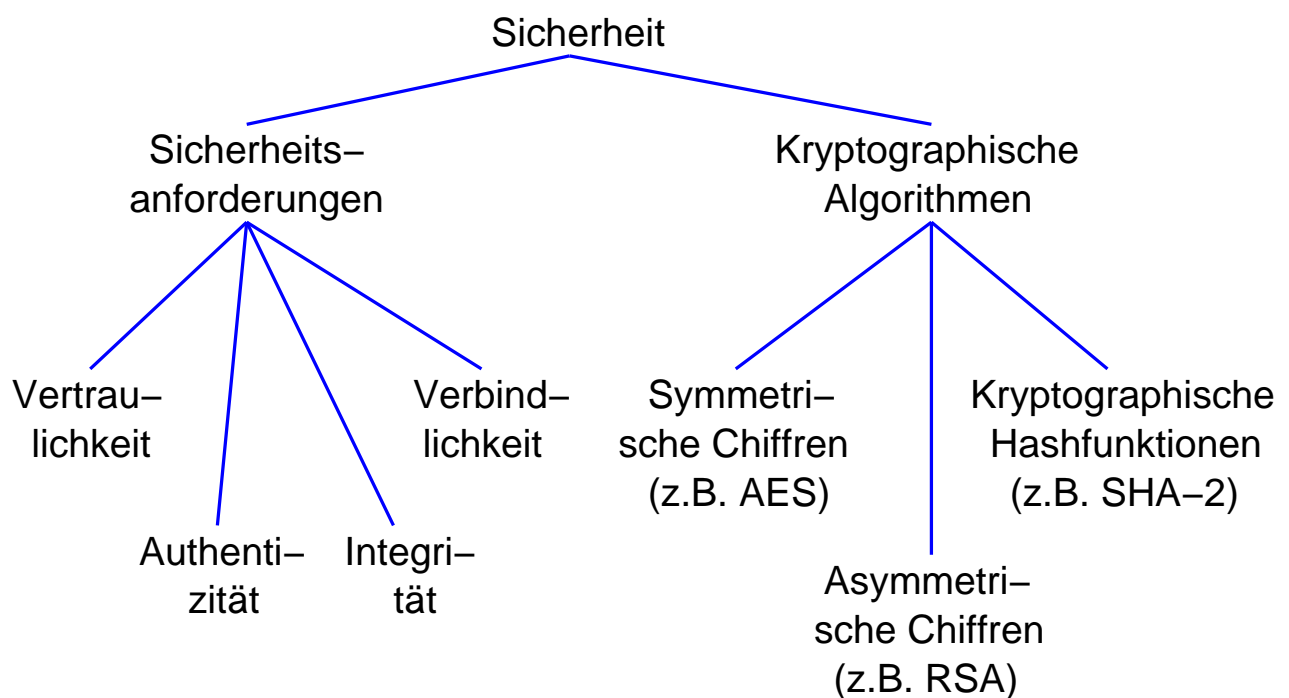 Sicherheit
Sicherheits–
anforderungen
Kryptographische
Algorithmen
Vertrau–
lichkeit
Verbind–
lichkeit
Symmetri–
sche Chiffren
(z.B. AES)
Kryptographische
Hashfunktionen
(z.B. SHA–2)
Authenti–
zität
Integri–
tät
Asymmetri–
sche Chiffren
(z.B. RSA)